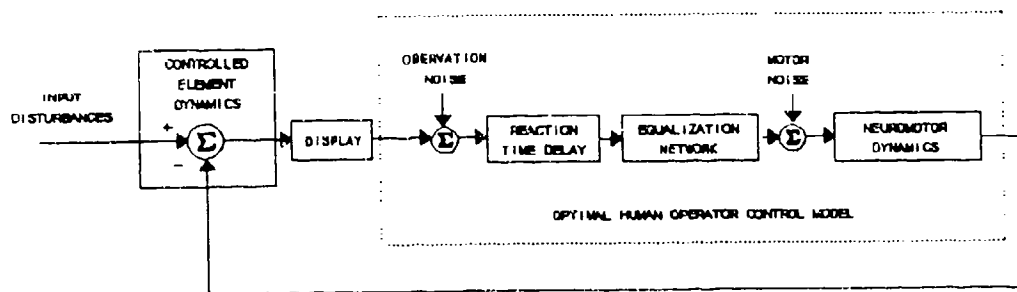 CONTROLLED
ELEMENT
DYNAMICS
INPUT
DISTURBANCES
+
Σ
−
DISPLAY
OBERVATION
NOISE
Σ
REACTION
TIME DELAY
EQUALIZATION
NETWORK
MOTOR
NOISE
Σ
NEUROMOTOR
DYNAMICS
OPTIMAL HUMAN OPERATOR CONTROL MODEL